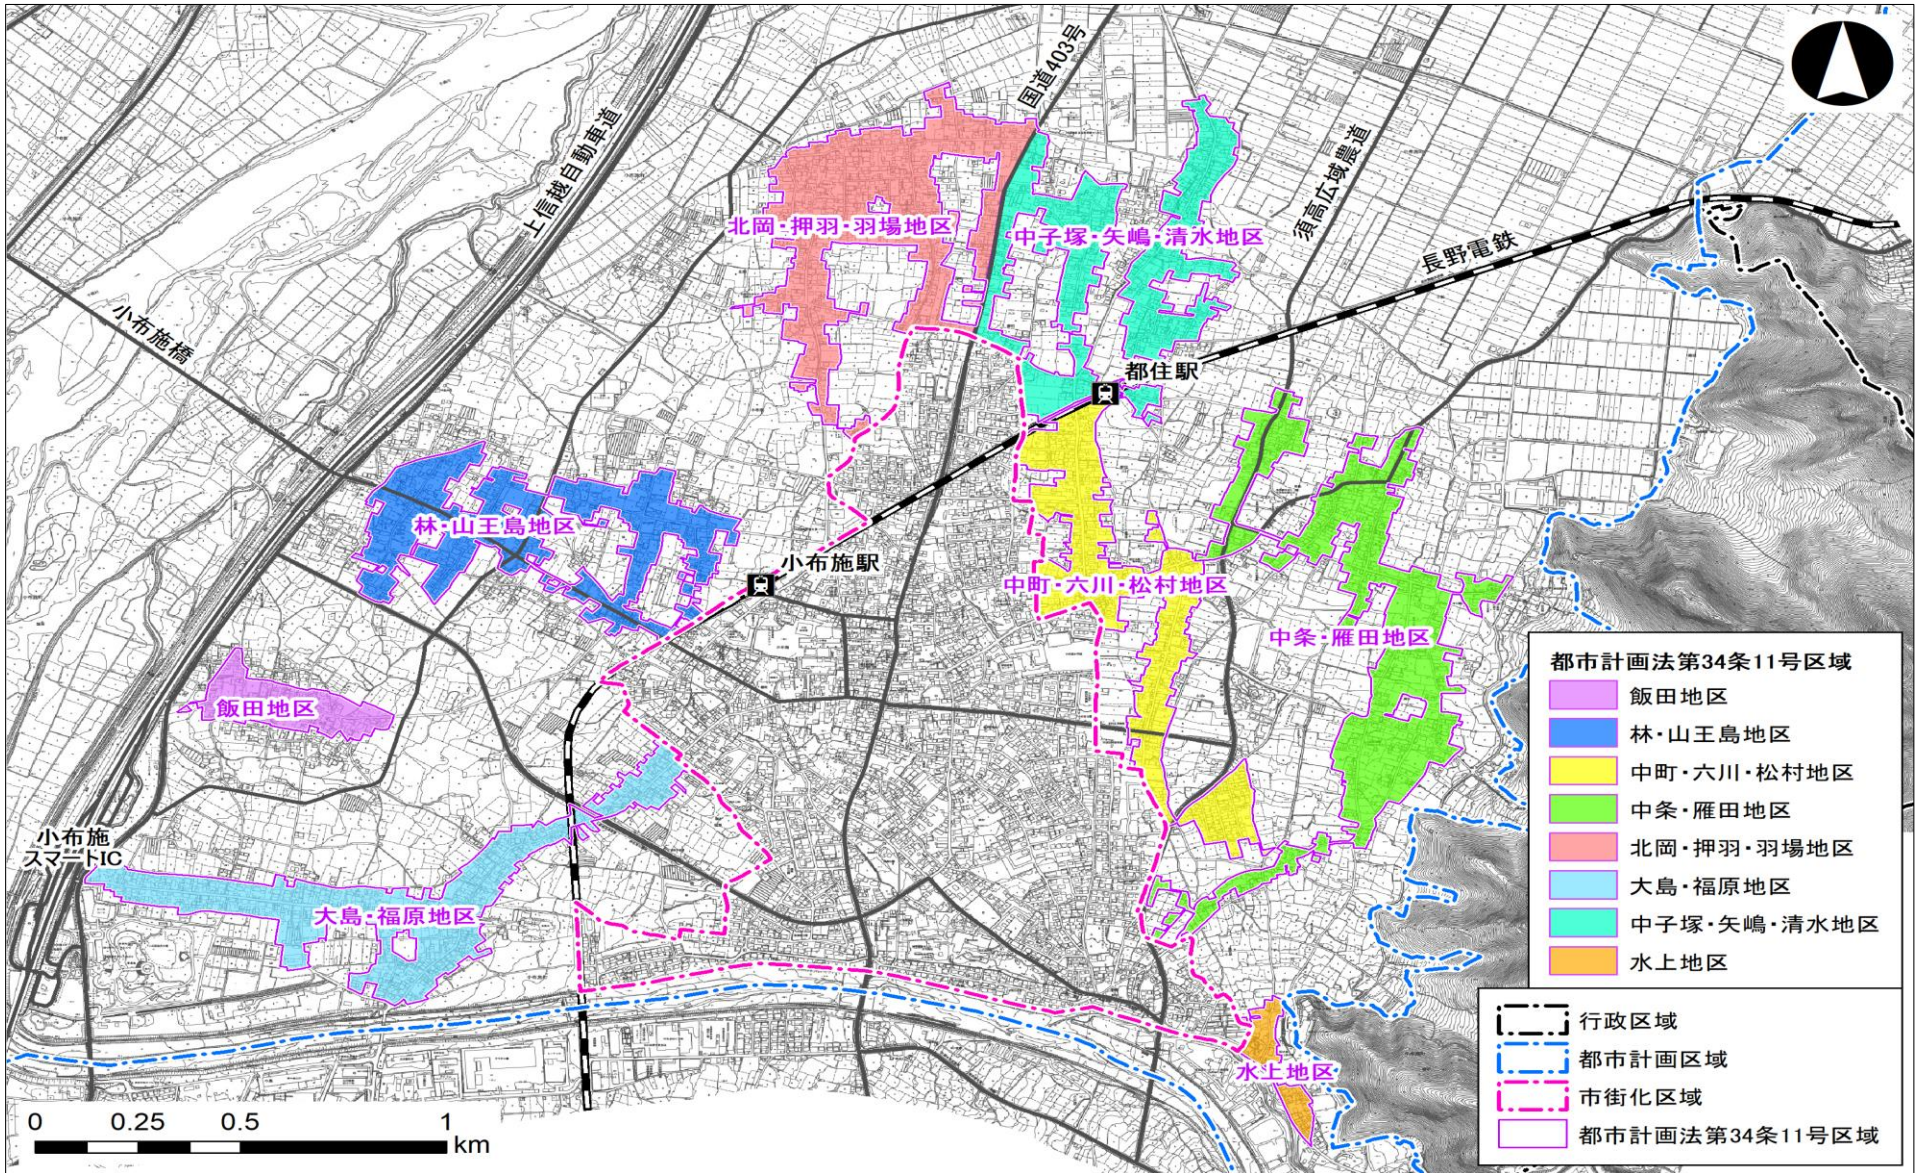 国道403号
上信越自動車道
須高広域農道
北岡・押羽・羽場地区
中子塚・矢嶋・清水地区
長野電鉄
小布施橋
都住駅
林・山王島地区
小布施駅
中町・六川・松村地区
中条・雁田地区
飯田地区
小布施
スマートIC
大島・福原地区
水上地区
都市計画法第34条11号区域
飯田地区
林・山王島地区
中町・六川・松村地区
中条・雁田地区
北岡・押羽・羽場地区
大島・福原地区
中子塚・矢嶋・清水地区
水上地区
行政区域
都市計画区域
市街化区域
都市計画法第34条11号区域
0 0.25 0.5 1
km